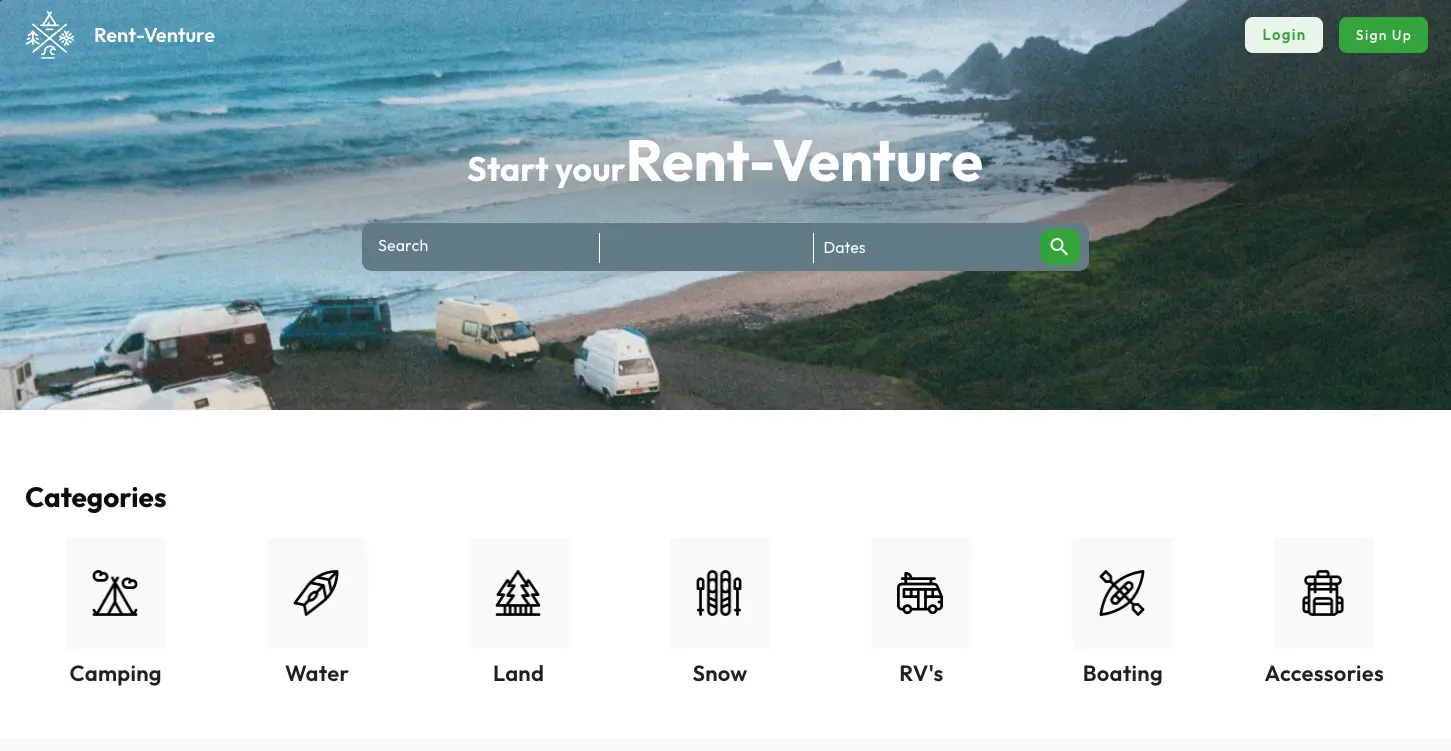 Rent-Venture
Login
Sign Up
Start your Rent-Venture
Search
Dates
Categories
Camping
Water
Land
Snow
RV's
Boating
Accessories